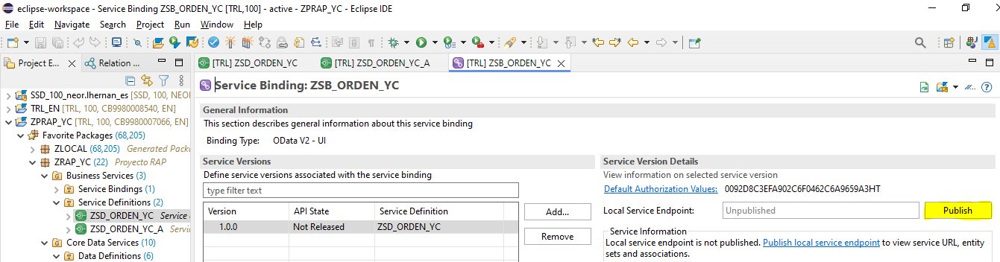 eclipse-workspace - Service Binding ZSB_ORDEN_YC [TRL,100] - active - ZPRAP_YC - Eclipse IDE
File Edit Navigate Search Project Run Window Help
Project E... Relation ...
[TRL] ZSD_ORDEN_YC [TRL] ZSD_ORDEN_YC_A [TRL] ZSB_ORDEN_YC
SSD_100_neor.lhernan_es [SSD, 100, NEOR
TRL_EN [TRL, 100, CB9980008540, EN]
ZPRAP_YC [TRL, 100, CB9980007066, EN]
Favorite Packages (68,205)
ZLOCAL (68,205) Generated Packa
ZRAP_YC (22) Proyecto RAP
Business Services (3)
Service Bindings (1)
Service Definitions (2)
ZSD_ORDEN_YC Service
ZSD_ORDEN_YC_A Servic
Core Data Services (10)
Data Definitions (6)
Service Binding: ZSB_ORDEN_YC
General Information
This section describes general information about this service binding
Binding Type: OData V2 - UI
Service Versions
Define service versions associated with the service binding
type filter text
Version API State Service Definition
1.0.0 Not Released ZSD_ORDEN_YC
Add...
Remove
Service Version Details
View information on selected service version
Default Authorization Values: 0092D8C3EFA902C6F0462C6A9659A3HT
Local Service Endpoint: Unpublished Publish
Service Information
Local service endpoint is not published. Publish local service endpoint to view service URL, entity
sets and associations.